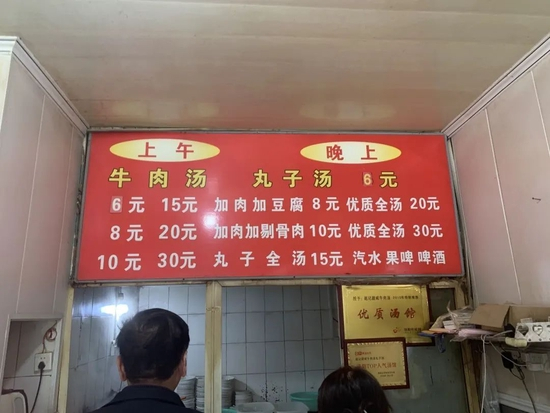 上午 晚上
牛肉汤 丸子汤 6元
6元 15元 加肉加豆腐 8元 优质全汤 20元
8元 20元 加肉加剔骨肉 10元 优质全汤 30元
10元 30元 丸子全汤 15元 汽水果啤啤酒
优质汤馆